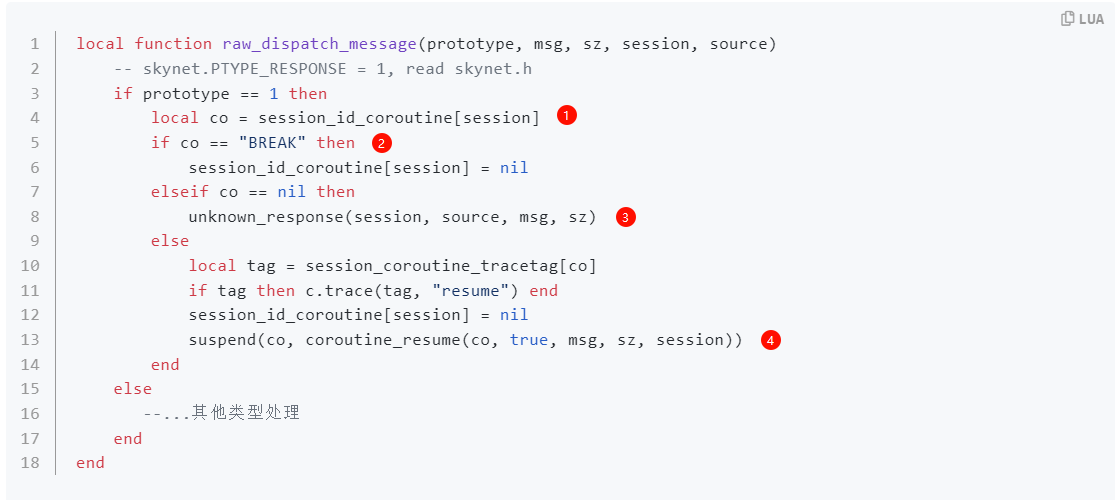 LUA
1 local function raw_dispatch_message(prototype, msg, sz, session, source)
2     -- skynet.PTYPE_RESPONSE = 1, read skynet.h
3     if prototype == 1 then
4         local co = session_id_coroutine[session] 1
5         if co == "BREAK" then 2
6             session_id_coroutine[session] = nil
7         elseif co == nil then
8             unknown_response(session, source, msg, sz) 3
9         else
10             local tag = session_coroutine_tracetag[co]
11             if tag then c.trace(tag, "resume") end
12             session_id_coroutine[session] = nil
13             suspend(co, coroutine_resume(co, true, msg, sz, session)) 4
14         end
15     else
16        --...其他类型处理
17     end
18 end